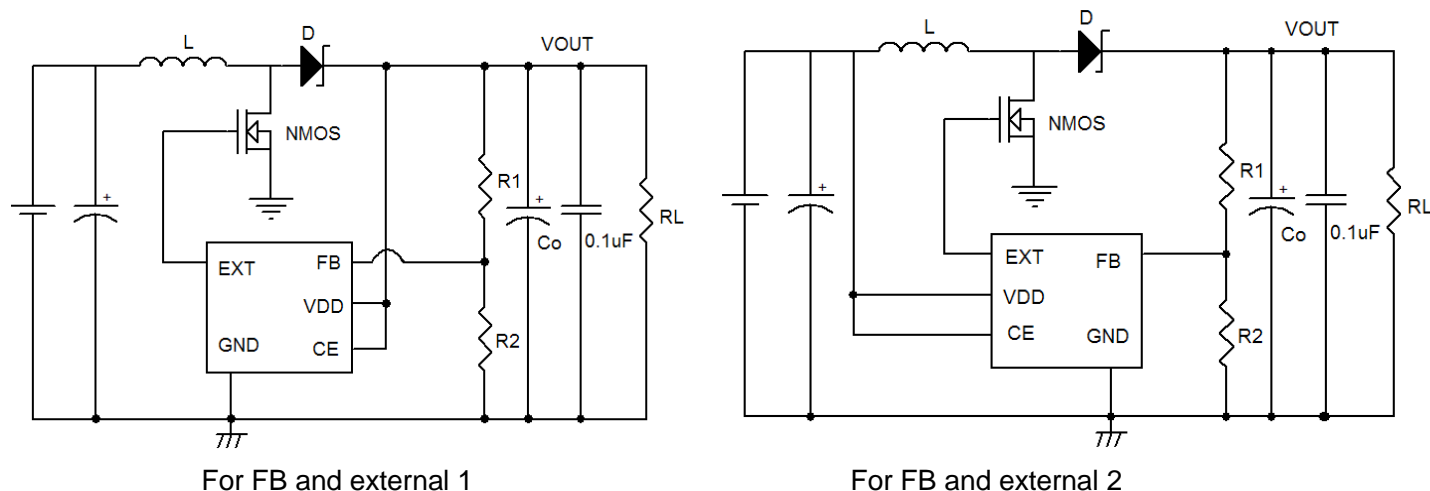 L
D
VOUT
NMOS
R1
RL
Co
0.1uF
EXT
FB
VDD
GND
CE
R2
+
+
For FB and external 1
L
D
VOUT
NMOS
R1
RL
Co
0.1uF
EXT
FB
VDD
CE
GND
R2
+
+
For FB and external 2